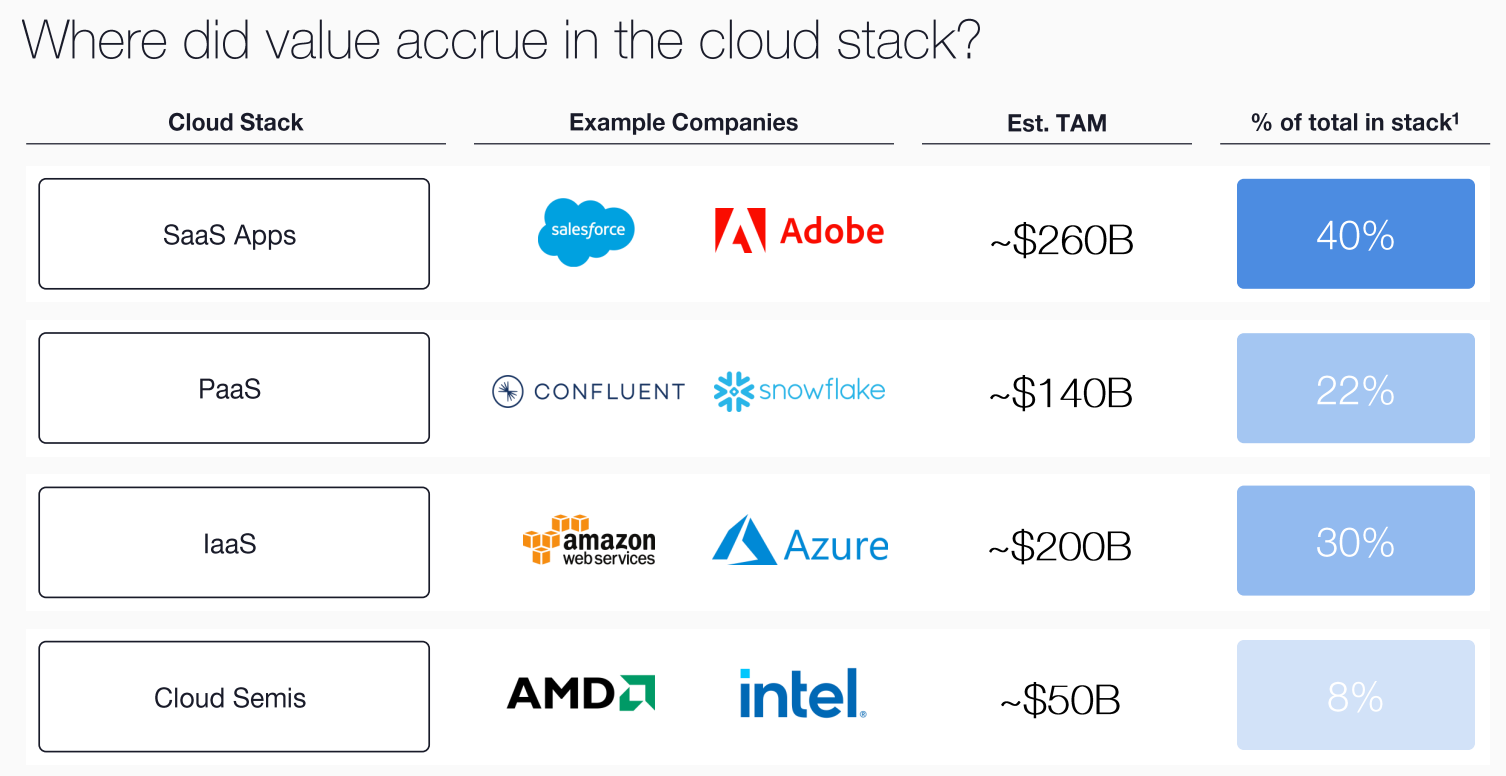 Where did value accrue in the cloud stack?
Cloud Stack Example Companies Est. TAM % of total in stack¹
SaaS Apps salesforce Adobe ~$260B 40%
PaaS CONFLUENT snowflake ~$140B 22%
IaaS amazon web services Azure ~$200B 30%
Cloud Semis AMD intel® ~$50B 8%